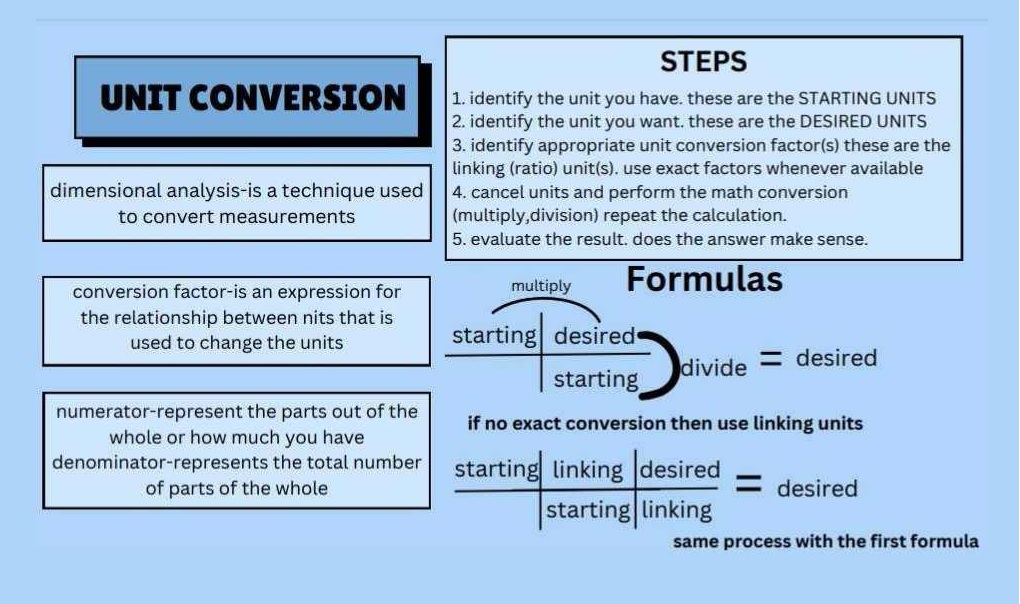 UNIT CONVERSION
dimensional analysis-is a technique used
to convert measurements
conversion factor-is an expression for
the relationship between nits that is
used to change the units
numerator-represent the parts out of the
whole or how much you have
denominator-represents the total number
of parts of the whole
STEPS
1. identify the unit you have. these are the STARTING UNITS
2. identify the unit you want. these are the DESIRED UNITS
3. identify appropriate unit conversion factor(s) these are the
linking (ratio) unit(s). use exact factors whenever available
4. cancel units and perform the math conversion
(multiply,division) repeat the calculation.
5. evaluate the result. does the answer make sense.
Formulas
multiply
starting desired
starting
divide = desired
if no exact conversion then use linking units
starting linking desired
starting linking
= desired
same process with the first formula